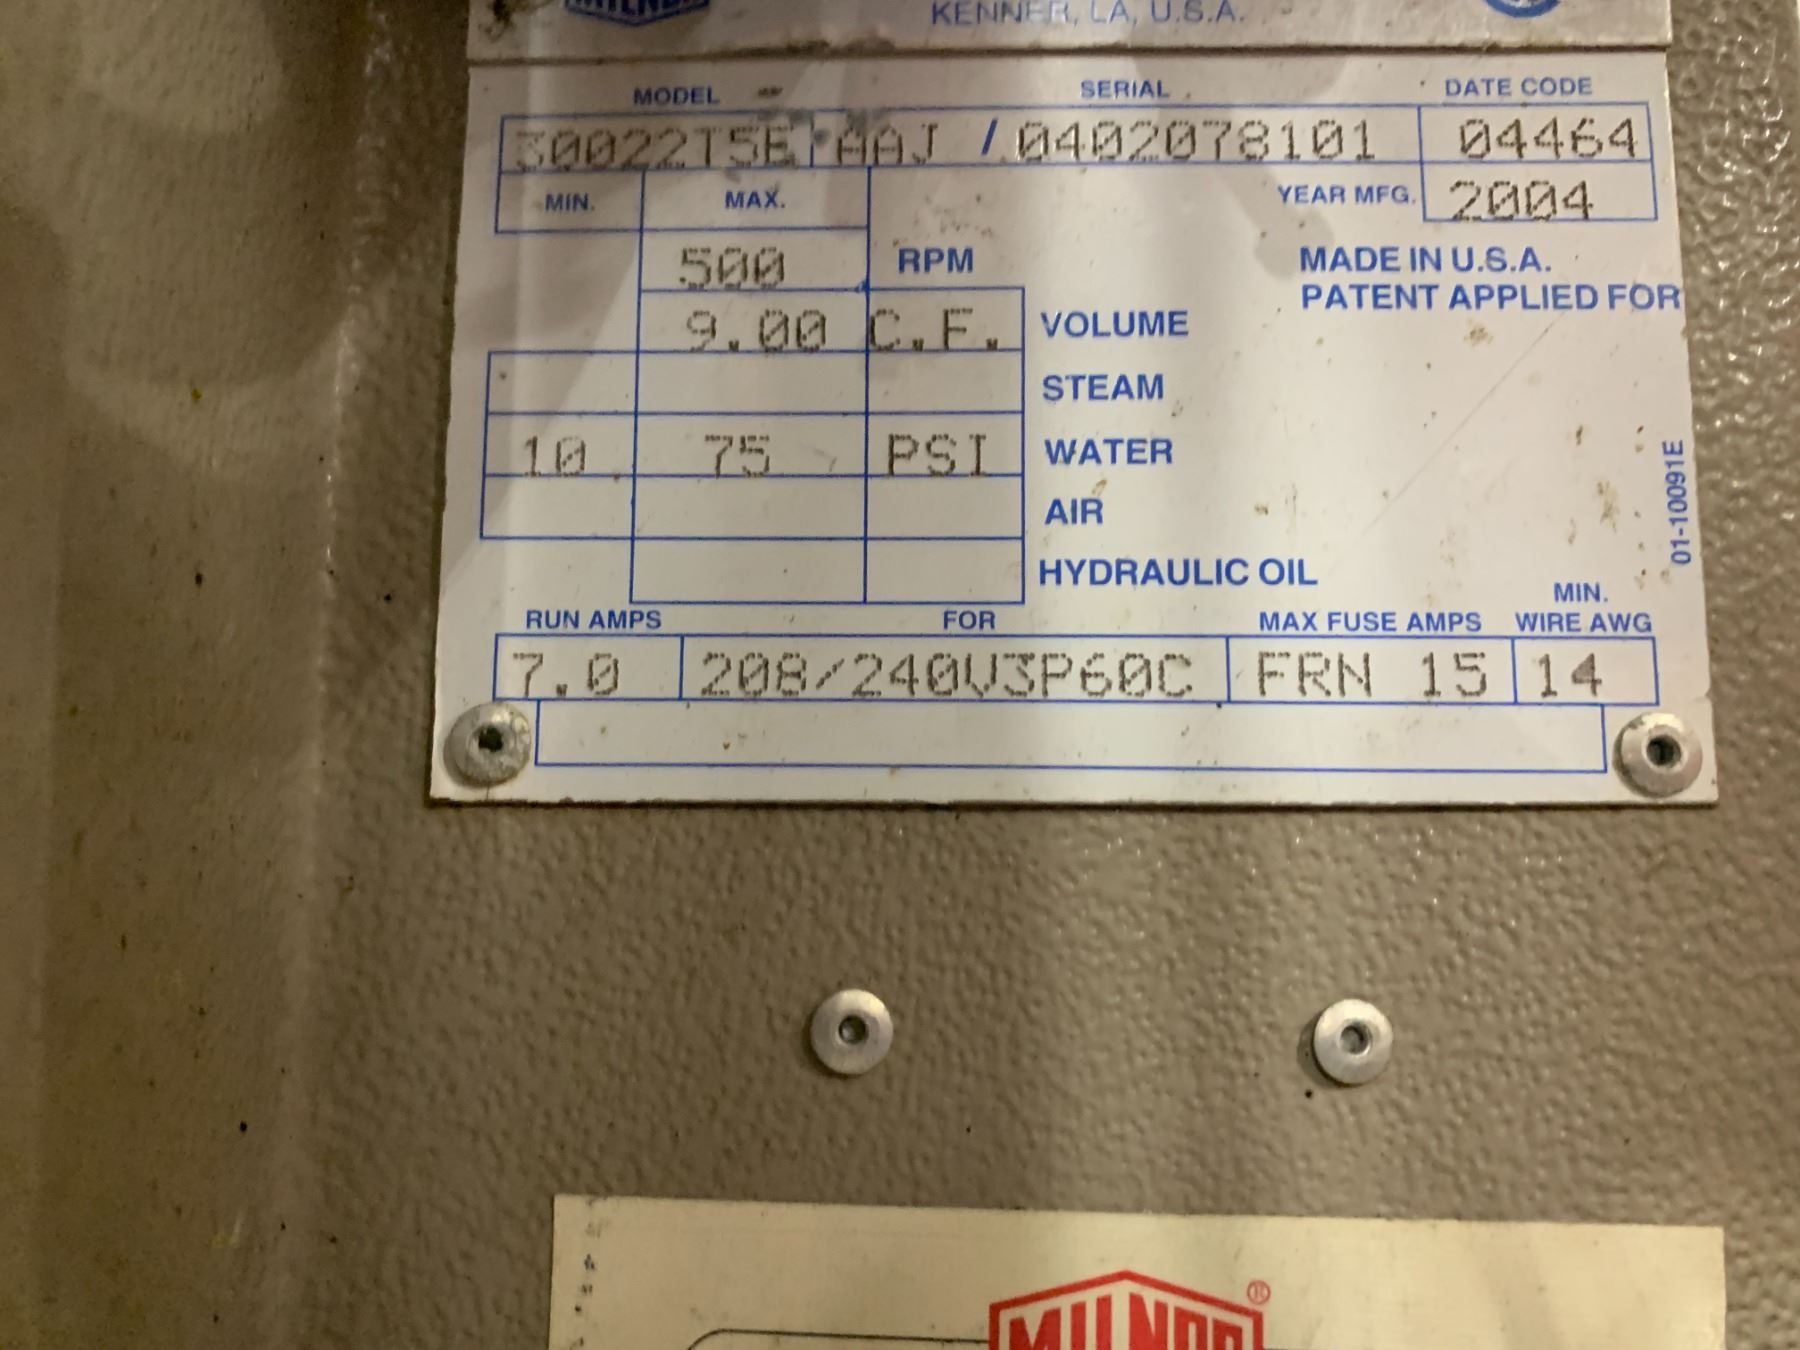 MILNOR
KENNER, LA, U.S.A.
MODEL SERIAL DATE CODE
30022T5E AAJ / 0402078101 04464
MIN. MAX. YEAR MFG. 2004
500 RPM MADE IN U.S.A.
PATENT APPLIED FOR
9.00 C.F. VOLUME
STEAM
10 75 PSI WATER
AIR
01-10091E
HYDRAULIC OIL
RUN AMPS FOR MAX FUSE AMPS MIN. WIRE AWG
7.0 208/240V3P60C FRN 15 14
MILNOR ®